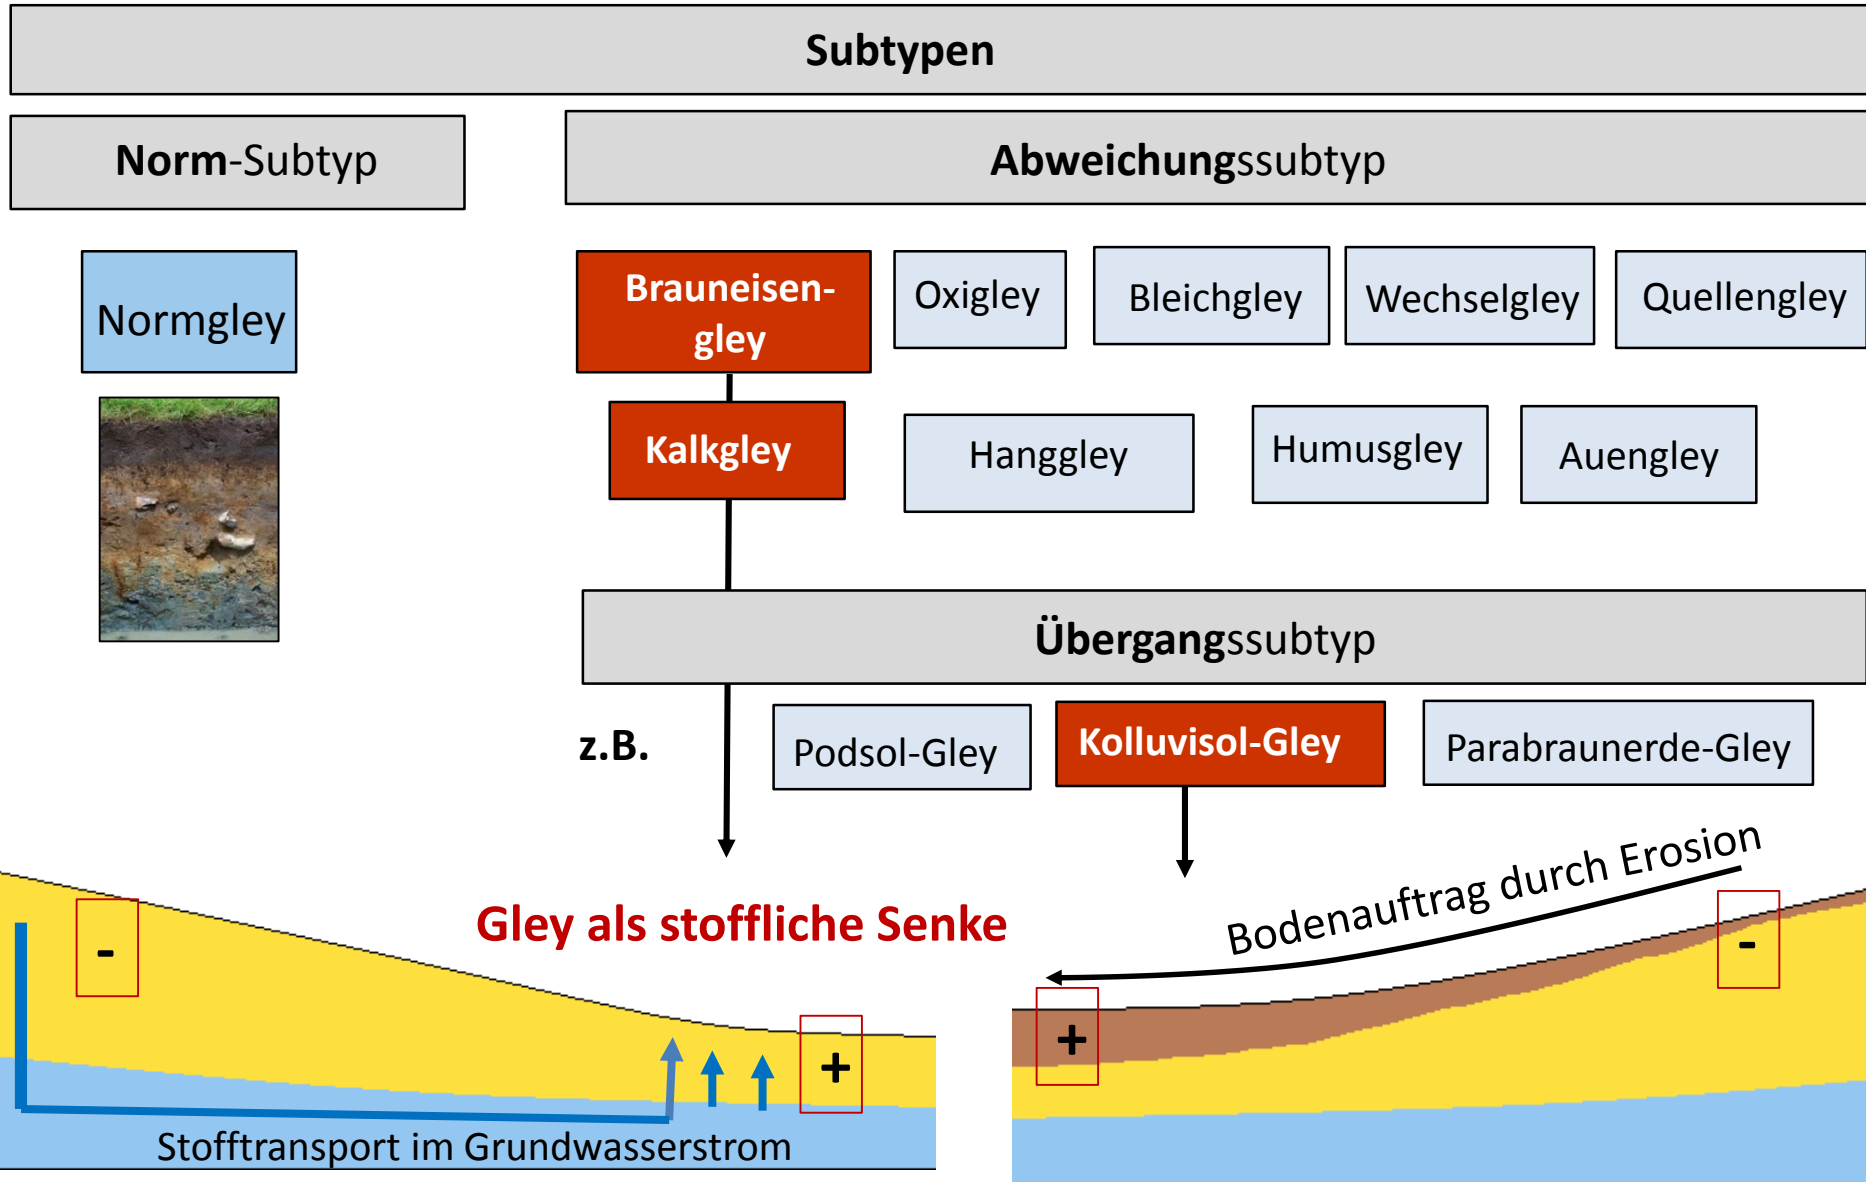 Subtypen
Norm-Subtyp
Abweichungssubtyp
Normgley
Brauneisen-
gley
Oxigley
Bleichgley
Wechselgley
Quellengley
Kalkgley
Hanggley
Humusgley
Auengley
Übergangssubtyp
z.B.
Podsol-Gley
Kolluvisol-Gley
Parabraunerde-Gley
Gley als stoffliche Senke
Bodenauftrag durch Erosion
-
+
-
+
Stofftransport im Grundwasserstrom